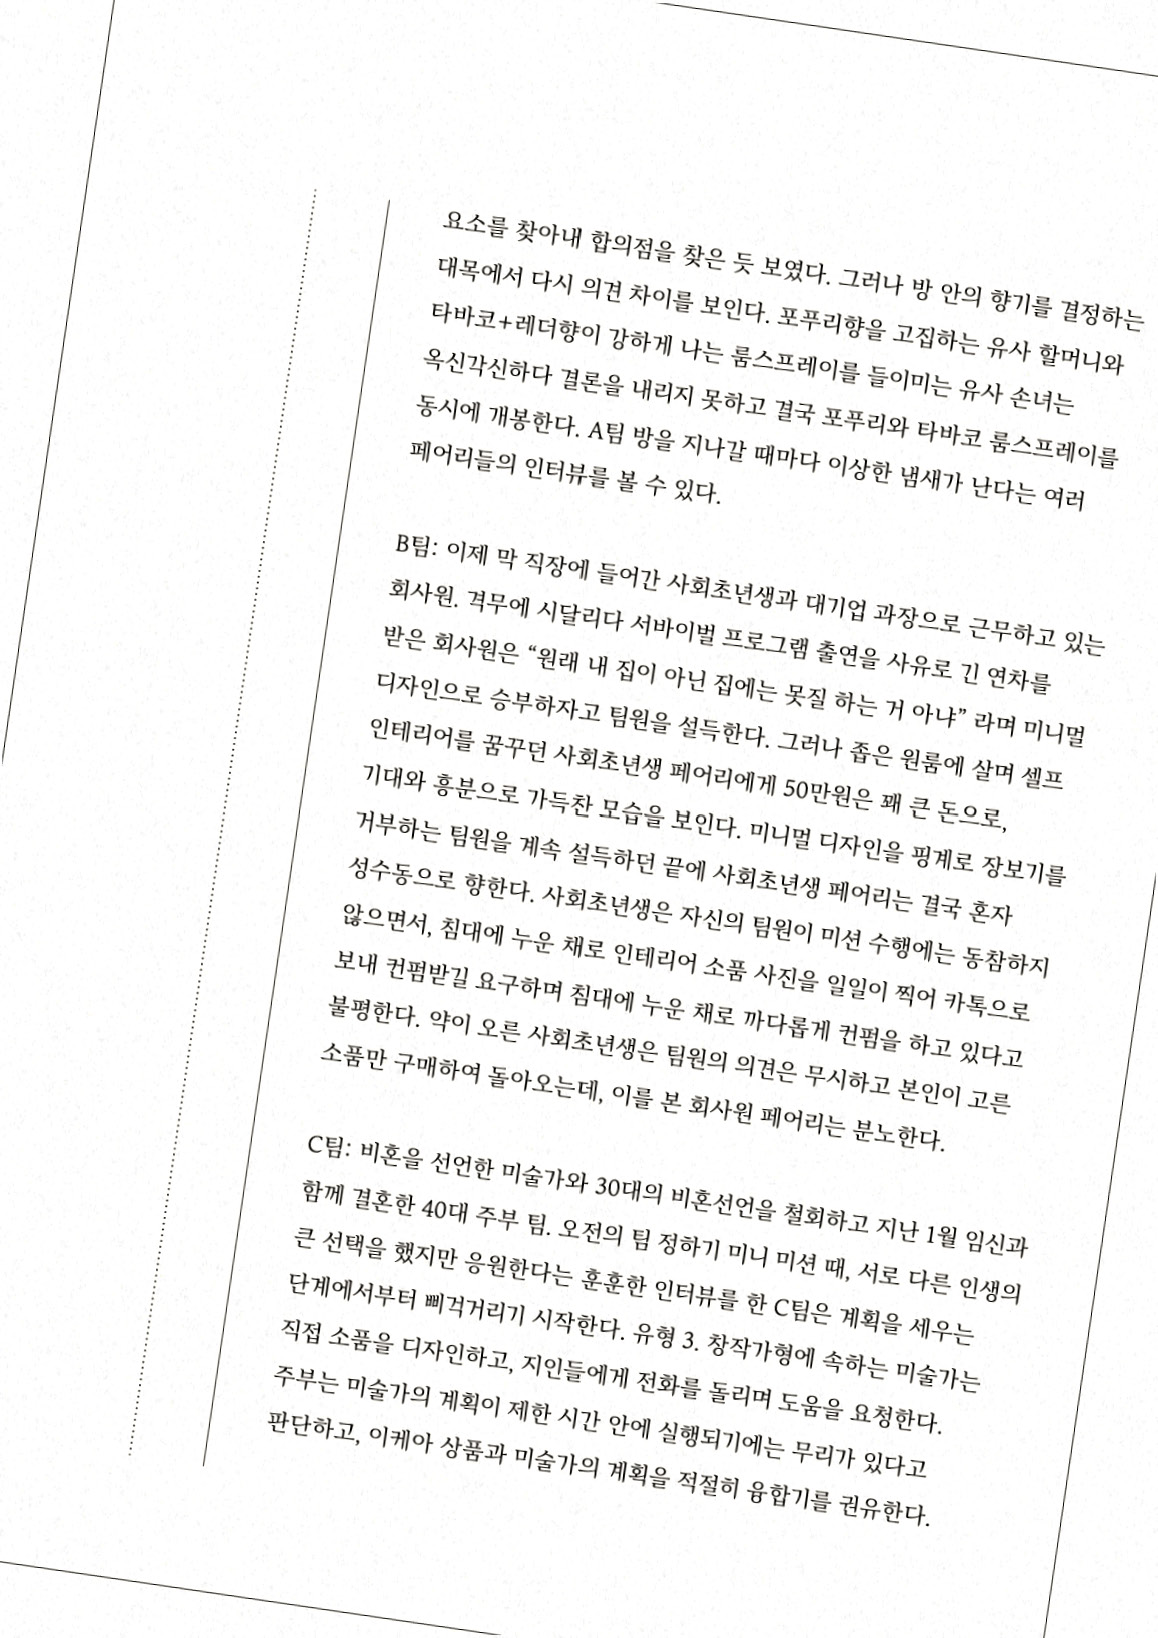 요소를 찾아내 합의점을 찾은 듯 보였다. 그러나 방 안의 향기를 결정하는
대목에서 다시 의견 차이를 보인다. 포푸리향을 고집하는 유사 할머니와
타바코+레더향이 강하게 나는 룸스프레이를 들이미는 유사 손녀는
옥신각신하다 결론을 내리지 못하고 결국 포푸리와 타바코 룸스프레이를
동시에 개봉한다. A팀 방을 지나갈 때마다 이상한 냄새가 난다는 여러
페어리들의 인터뷰를 볼 수 있다.
B팀: 이제 막 직장에 들어간 사회초년생과 대기업 과장으로 근무하고 있는
회사원. 격무에 시달리다 서바이벌 프로그램 출연을 사유로 긴 연차를
받은 회사원은 “원래 내 집이 아닌 집에는 못질 하는 거 아냐” 라며 미니멀
디자인으로 승부하자고 팀원을 설득한다. 그러나 좁은 원룸에 살며 셀프
인테리어를 꿈꾸던 사회초년생 페어리에게 50만원은 꽤 큰 돈으로,
기대와 흥분으로 가득찬 모습을 보인다. 미니멀 디자인을 핑계로 장보기를
거부하는 팀원을 계속 설득하던 끝에 사회초년생 페어리는 결국 혼자
성수동으로 향한다. 사회초년생은 자신의 팀원이 미션 수행에는 동참하지
않으면서, 침대에 누운 채로 인테리어 소품 사진을 일일이 찍어 카톡으로
보내 컨펌받길 요구하며 침대에 누운 채로 까다롭게 컨펌을 하고 있다고
불평한다. 약이 오른 사회초년생은 팀원의 의견은 무시하고 본인이 고른
소품만 구매하여 돌아오는데, 이를 본 회사원 페어리는 분노한다.
C팀: 비혼을 선언한 미술가와 30대의 비혼선언을 철회하고 지난 1월 임신과
함께 결혼한 40대 주부 팀. 오전의 팀 정하기 미니 미션 때, 서로 다른 인생의
큰 선택을 했지만 응원한다는 훈훈한 인터뷰를 한 C팀은 계획을 세우는
단계에서부터 삐걱거리기 시작한다. 유형 3. 창작가형에 속하는 미술가는
직접 소품을 디자인하고, 지인들에게 전화를 돌리며 도움을 요청한다.
주부는 미술가의 계획이 제한 시간 안에 실행되기에는 무리가 있다고
판단하고, 이케아 상품과 미술가의 계획을 적절히 융합기를 권유한다.